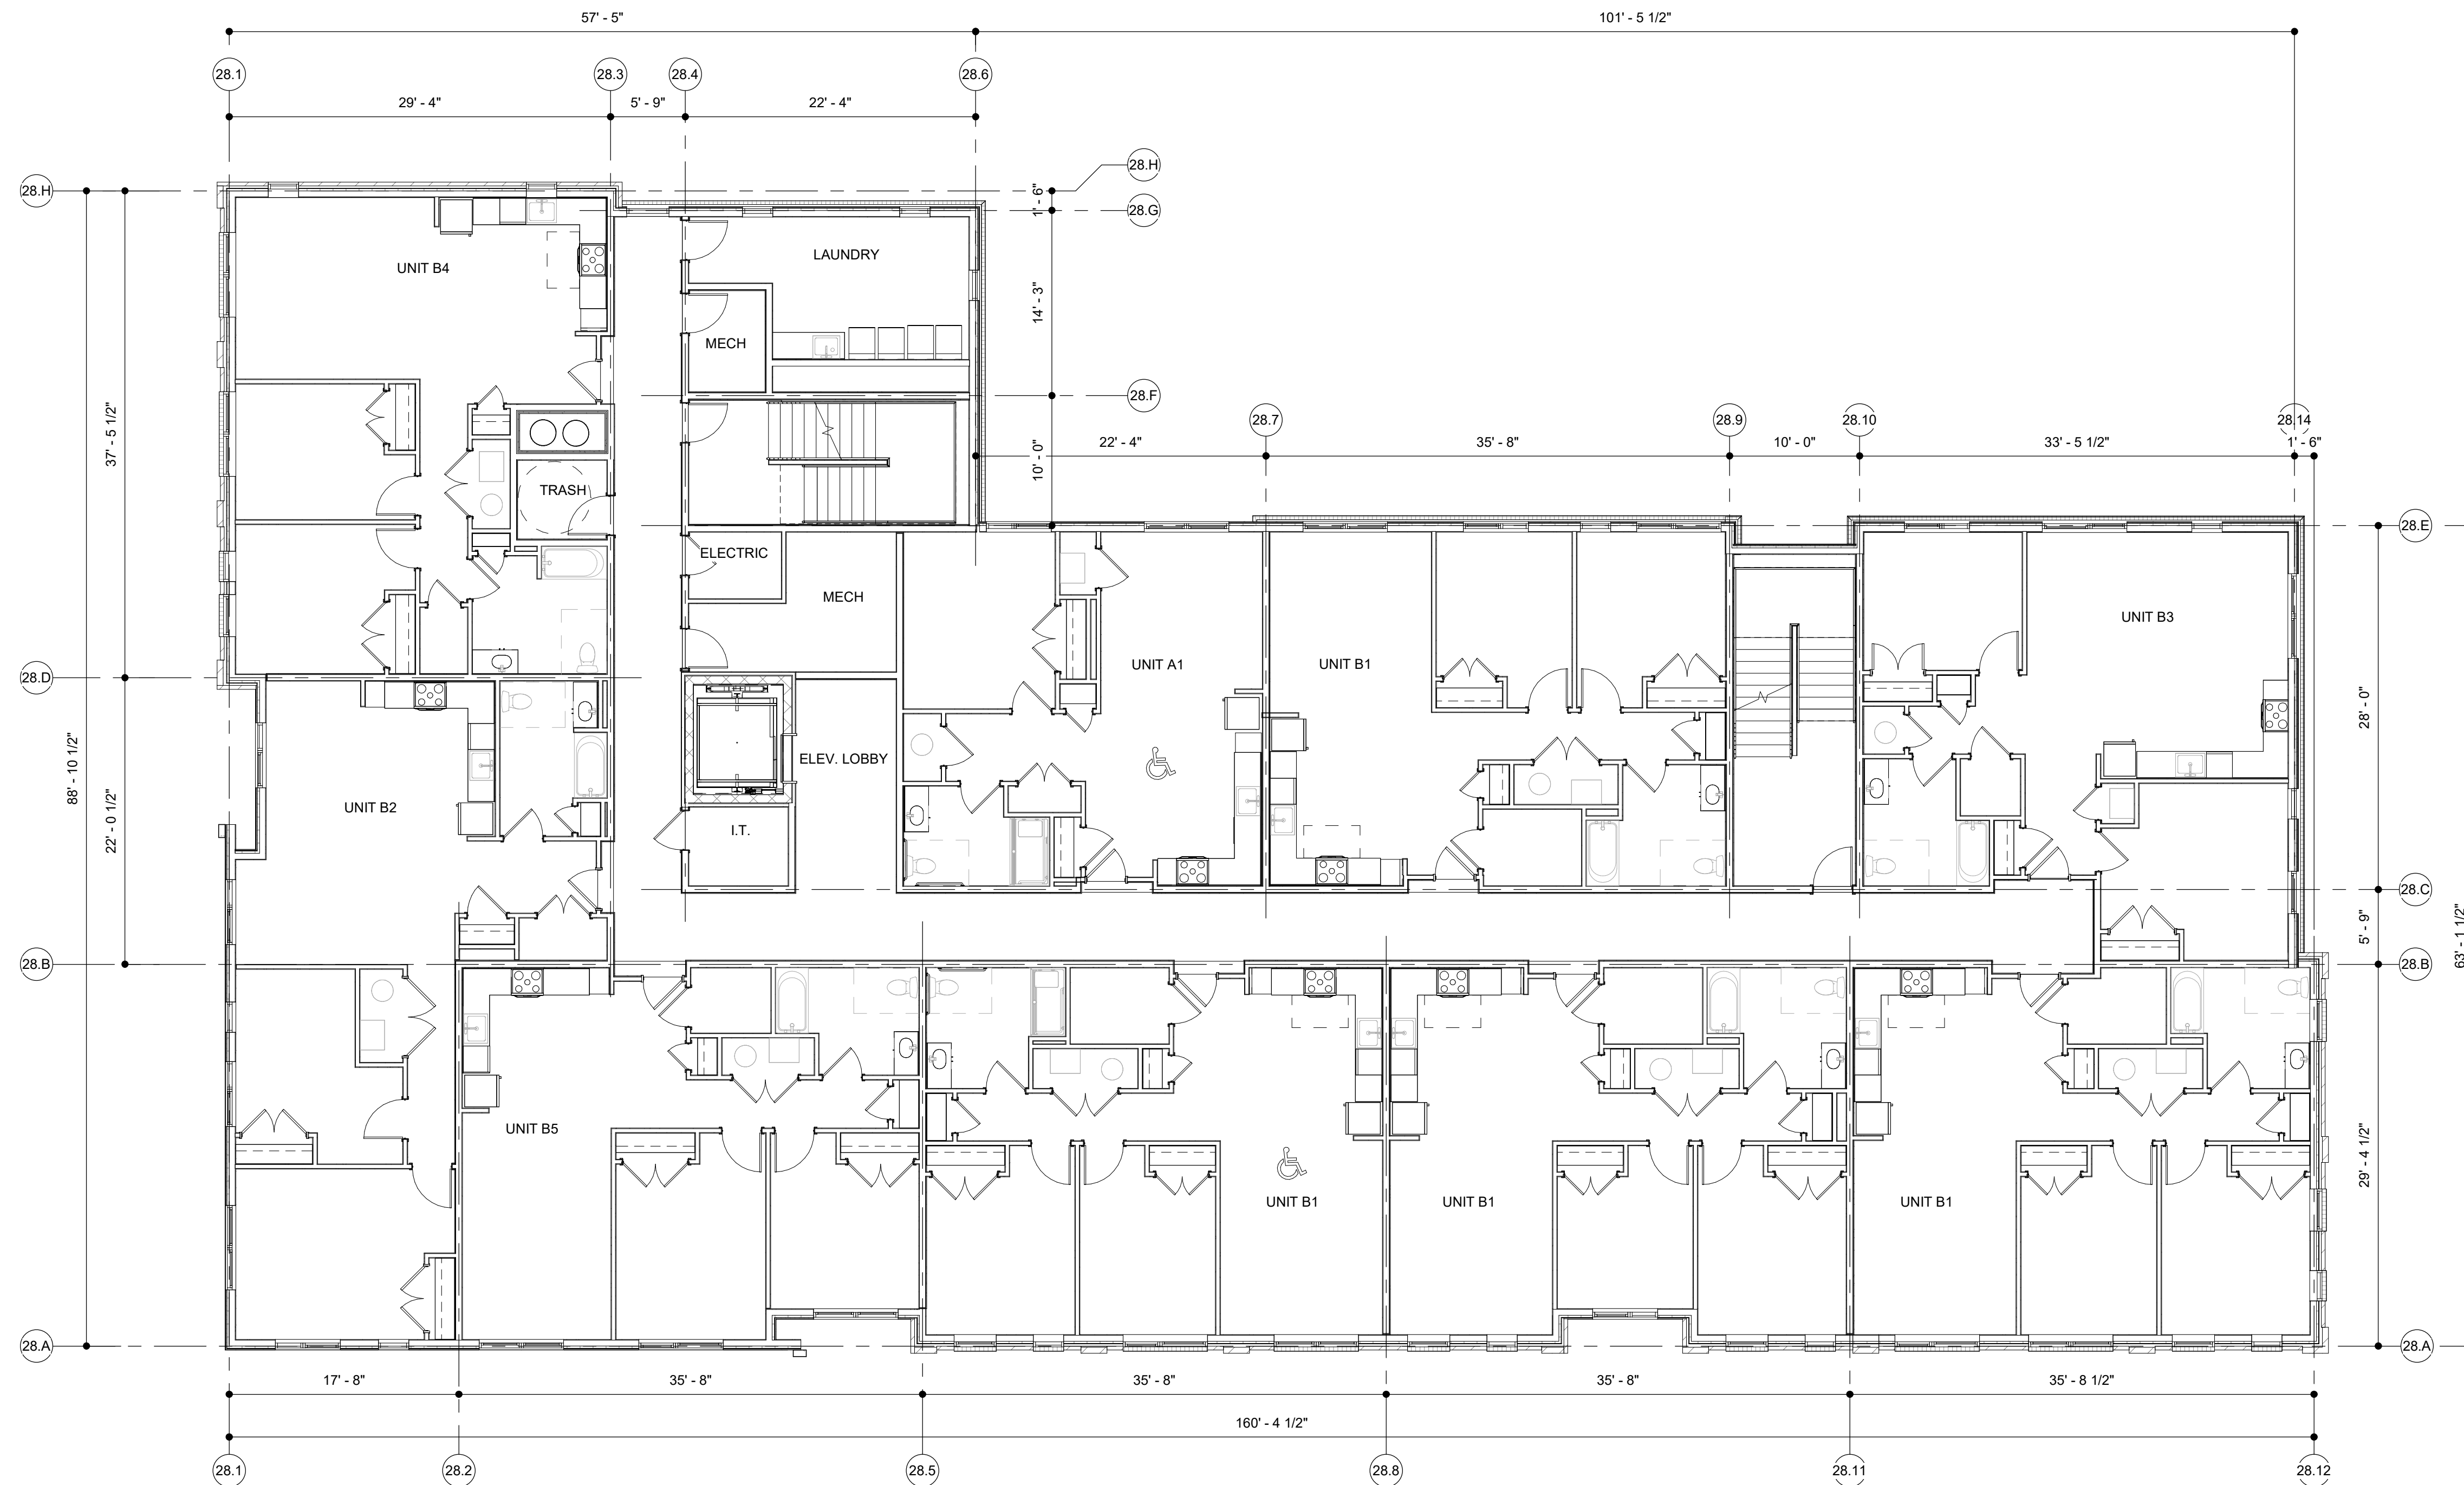 57' - 5"
101' - 5 1/2"
28.1
28.3
28.4
28.6
29' - 4"
5' - 9"
22' - 4"
28.H
28.H
1' - 6"
28.G
UNIT B4
LAUNDRY
14' - 3"
MECH
28.F
37' - 5 1/2"
28.7
28.9
28.10
28.14
10' - 0"
22' - 4"
35' - 8"
10' - 0"
33' - 5 1/2"
1' - 6"
TRASH
28.E
ELECTRIC
MECH
UNIT B3
UNIT A1
UNIT B1
28.D
28' - 0"
88' - 10 1/2"
22' - 0 1/2"
ELEV. LOBBY
UNIT B2
I.T.
28.C
5' - 9"
63' - 1 1/2"
28.B
28.B
UNIT B5
29' - 4 1/2"
UNIT B1
UNIT B1
UNIT B1
28.A
28.A
17' - 8"
35' - 8"
35' - 8"
35' - 8"
35' - 8 1/2"
160' - 4 1/2"
28.1
28.2
28.5
28.8
28.11
28.12